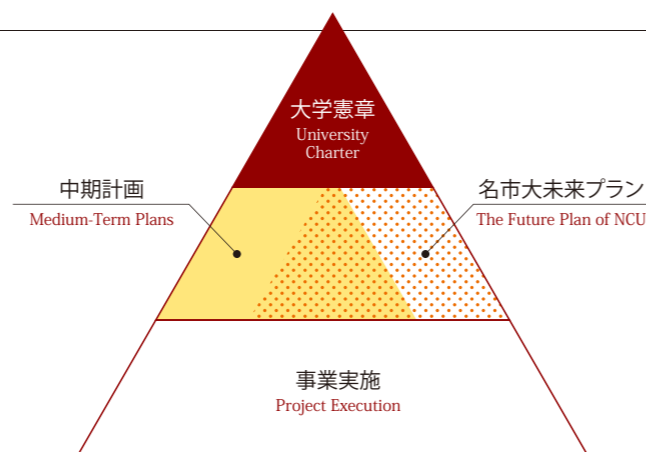 大学憲章
University
Charter
中期計画
Medium-Term Plans
名市大未来プラン
The Future Plan of NCU
事業実施
Project Execution